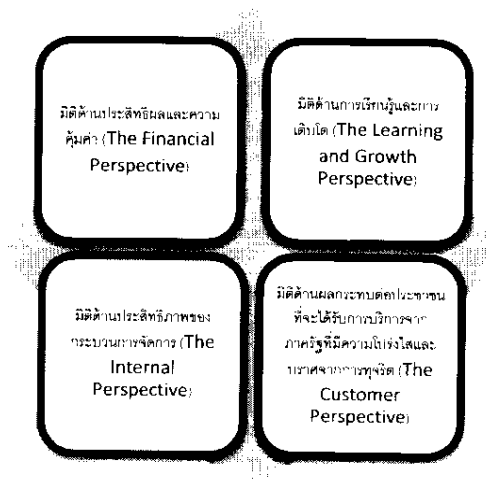 มิติด้านประสิทธิผลและความ
คุ้มค่า (The Financial
Perspective)
มิติด้านการเรียนรู้และการ
เติบโต (The Learning
and Growth
Perspective)
มิติด้านประสิทธิภาพของ
กระบวนการจัดการ (The
Internal
Perspective)
มิติด้านผลกระทบต่อประชาชน
ที่จะได้รับการบริการจาก
ภาครัฐที่มีความโปร่งใสและ
ปราศจากการทุจริต (The
Customer
Perspective)